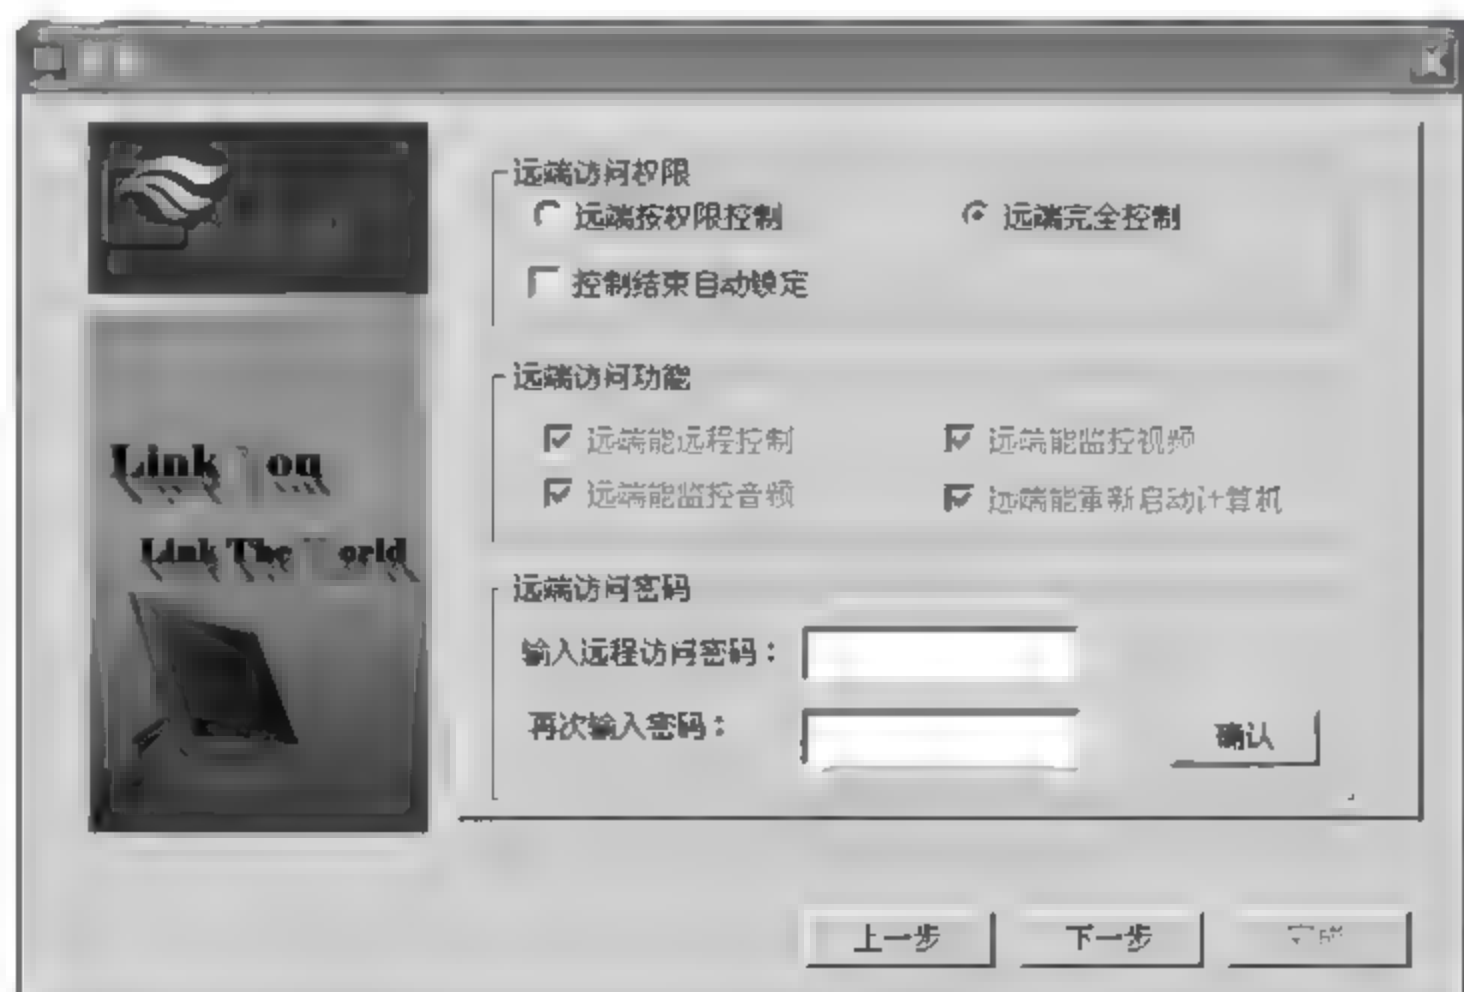 远端访问权限
远端按权限控制 远端完全控制
控制结束自动锁定
远端访问功能
远端能远程控制 远端能监控视频
远端能监控音频 远端能重新启动计算机
远端访问密码
输入远程访问密码：
再次输入密码：
确认
Link
Link The
上一步 下一步